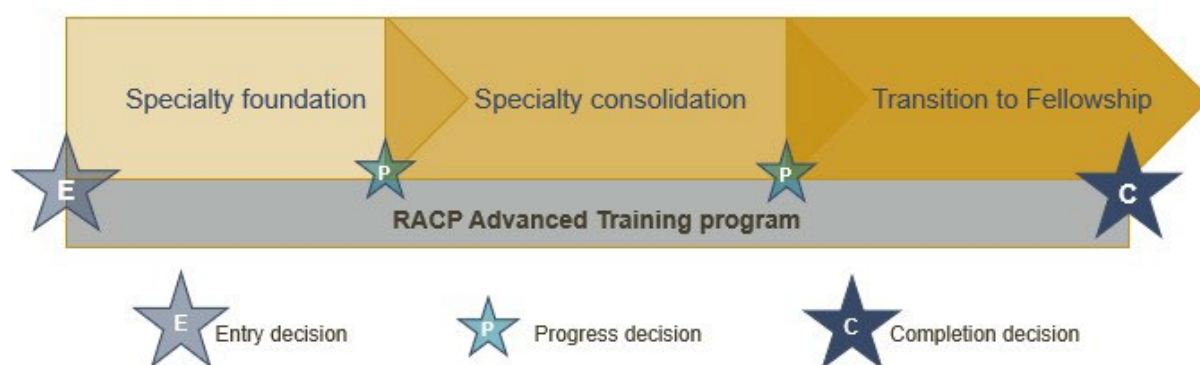 Specialty foundation
Specialty consolidation
Transition to Fellowship
E
P
P
C
RACP Advanced Training program
E
Entry decision
P
Progress decision
C
Completion decision